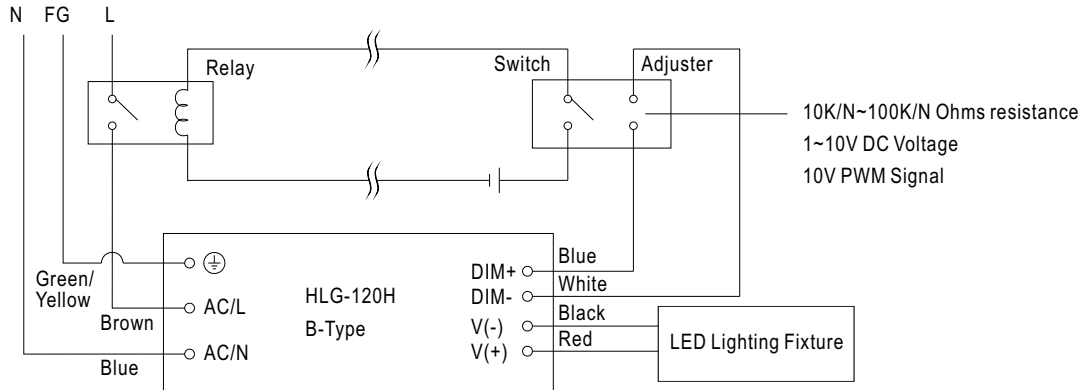 N FG L
Relay
Switch
Adjuster
10K/N~100K/N Ohms resistance
1~10V DC Voltage
10V PWM Signal
Green/
Yellow
Brown
Blue
AC/L
AC/N
HLG-120H
B-Type
DIM+
DIM-
V(-)
V(+)
Blue
White
Black
Red
LED Lighting Fixture